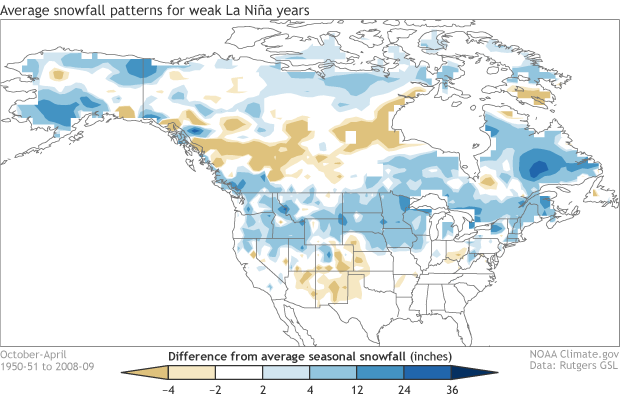 Average snowfall patterns for weak La Niña years
October-April
1950-51 to 2008-09
Difference from average seasonal snowfall (inches)
NOAA Climate.gov
Data: Rutgers GSL
−4 −2 2 4 12 24 36